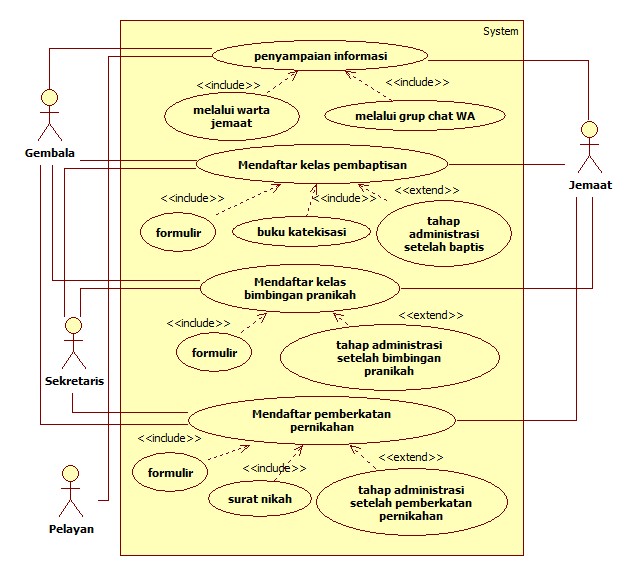 System
penyampaian informasi
<<include>>
<<include>>
melalui warta
jemaat
melalui grup chat WA
Gembala
Jemaat
Mendaftar kelas pembaptisan
<<include>>
<<include>>
<<extend>>
formulir
buku katekisasi
tahap
administrasi
setelah baptis
Mendaftar kelas
bimbingan pranikah
<<include>>
<<extend>>
formulir
tahap administrasi
setelah bimbingan
pranikah
Sekretaris
Mendaftar pemberkatan
pernikahan
<<include>>
<<include>>
<<extend>>
formulir
surat nikah
tahap administrasi
setelah pemberkatan
pernikahan
Pelayan